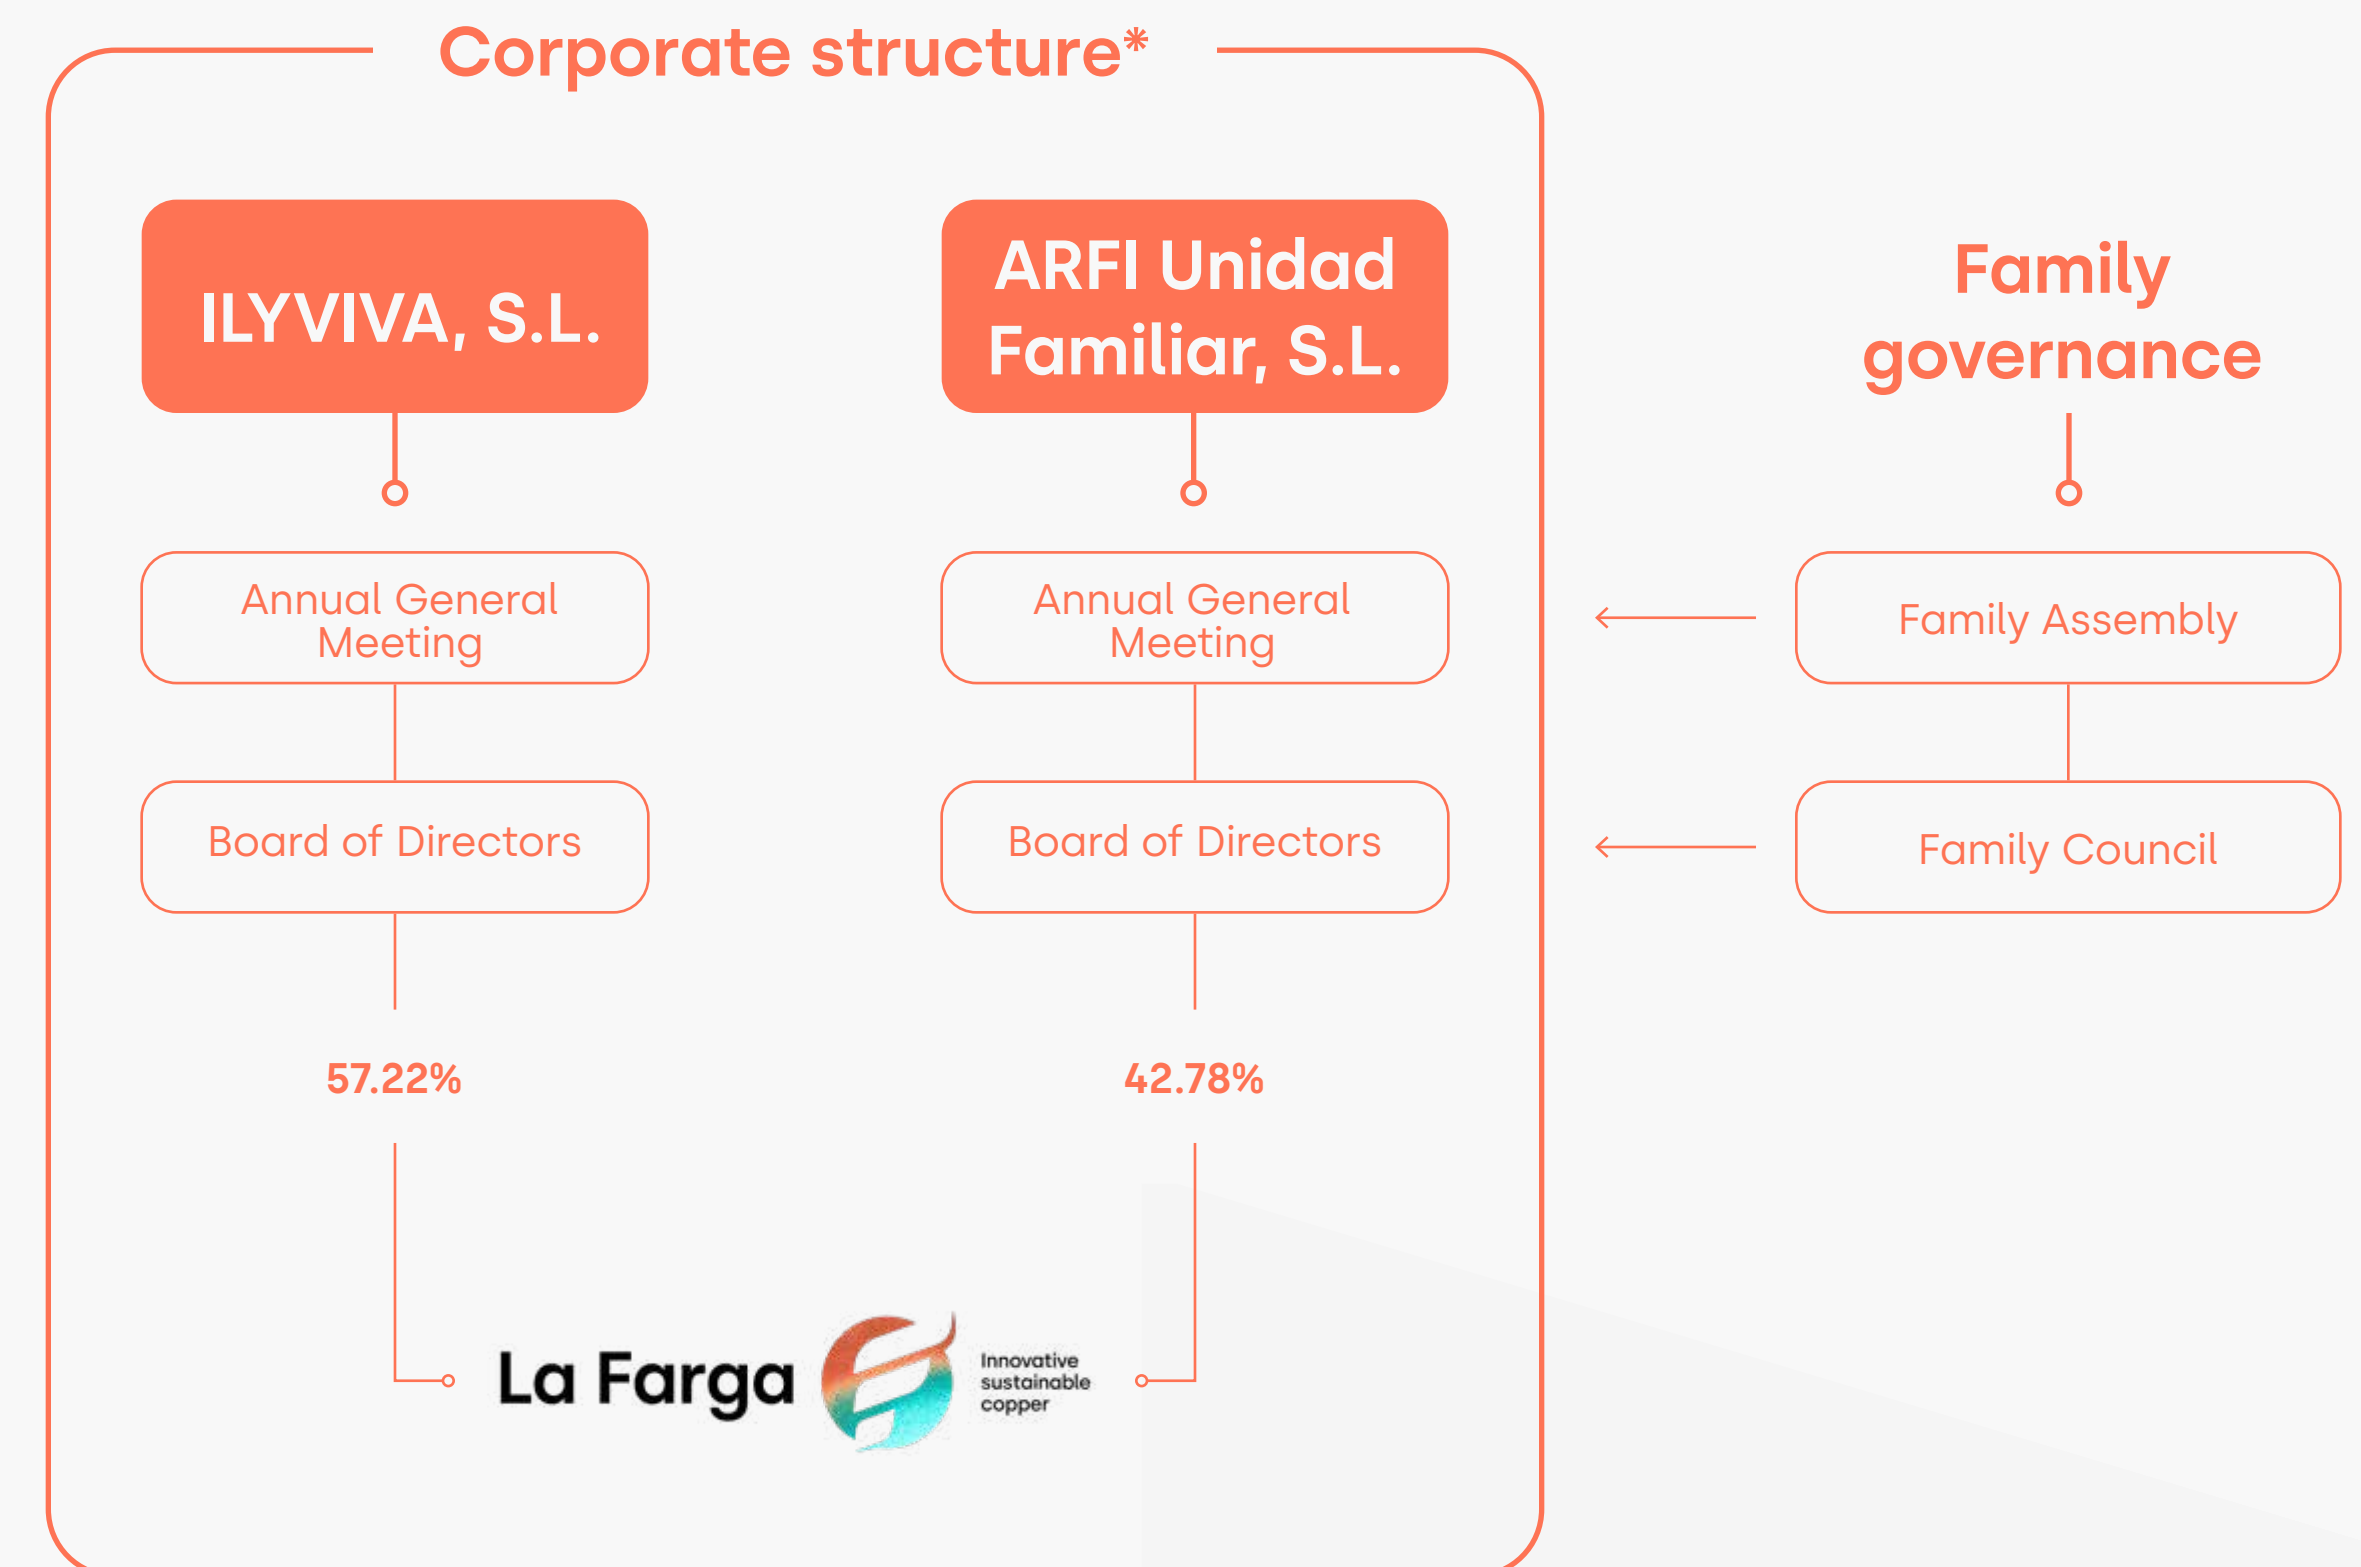 Corporate structure*
ILYVIVA, S.L.
ARFI Unidad
Familiar, S.L.
Family
governance
Annual General
Meeting
Annual General
Meeting
Family Assembly
Board of Directors
Board of Directors
Family Council
57.22%
42.78%
La Farga
Innovative
sustainable
copper